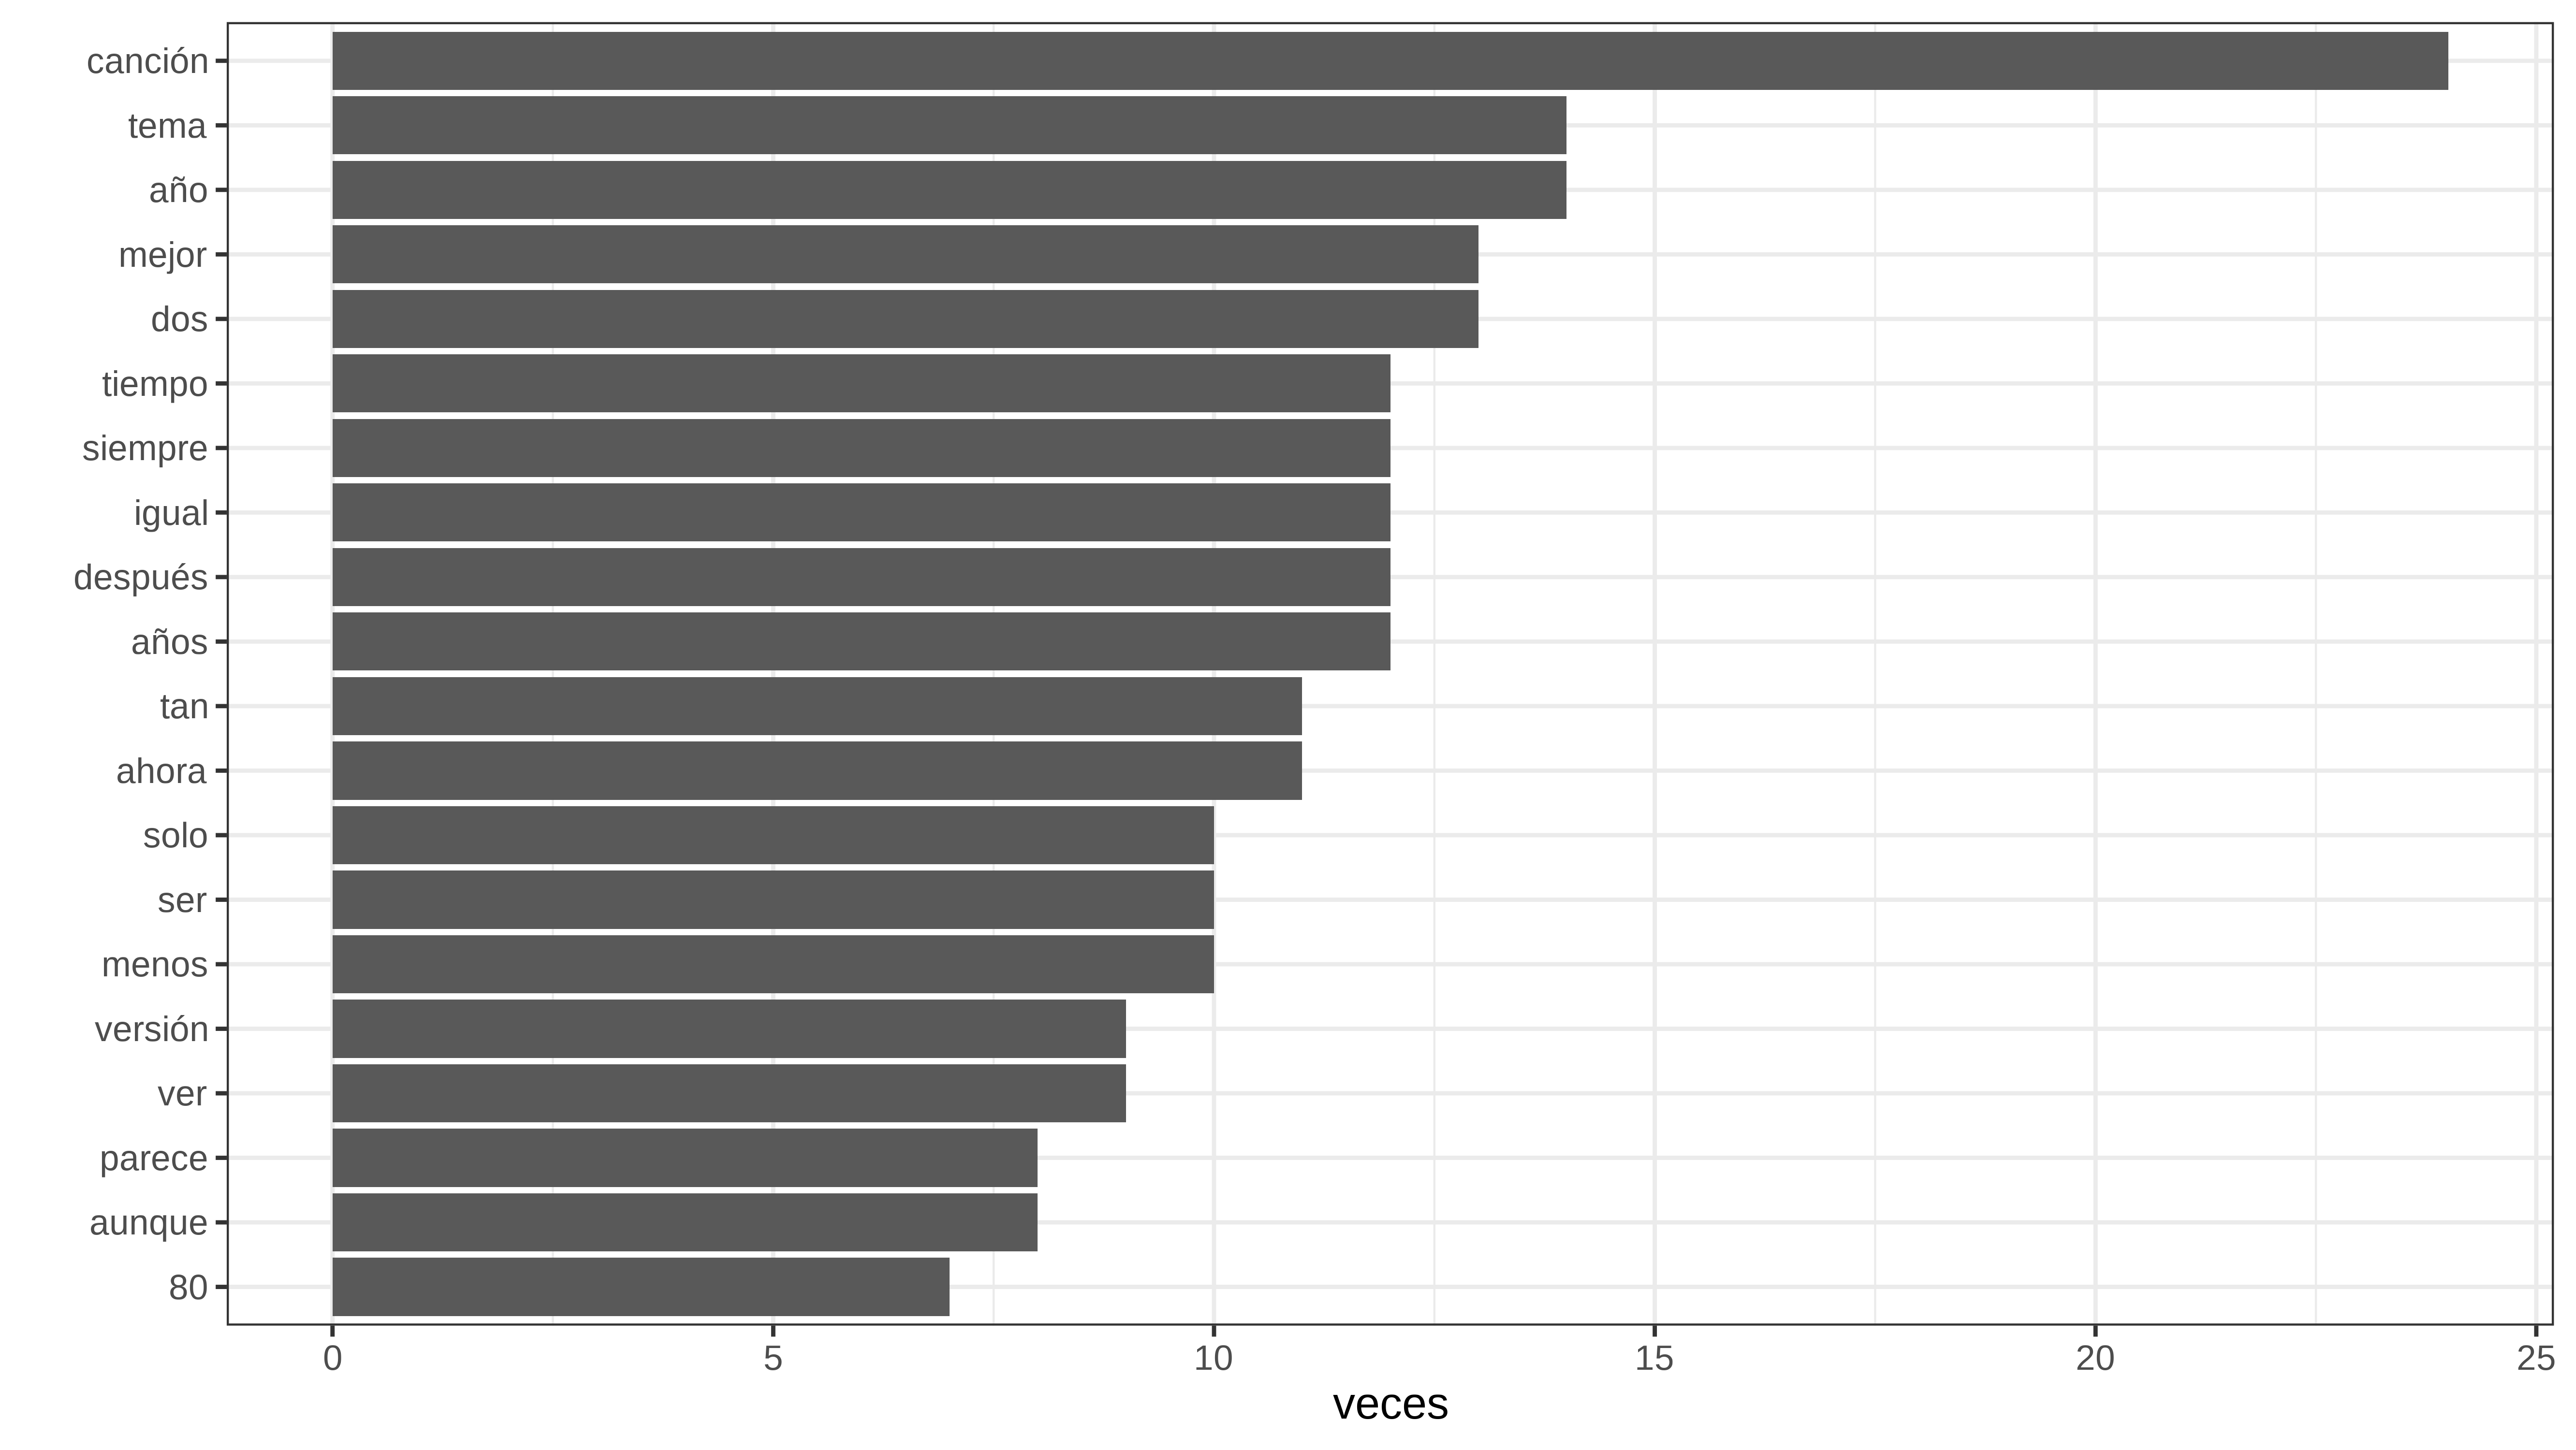 canción
tema
año
mejor
dos
tiempo
siempre
igual
después
años
tan
ahora
solo
ser
menos
versión
ver
parece
aunque
80
0 5 10 15 20 25
veces